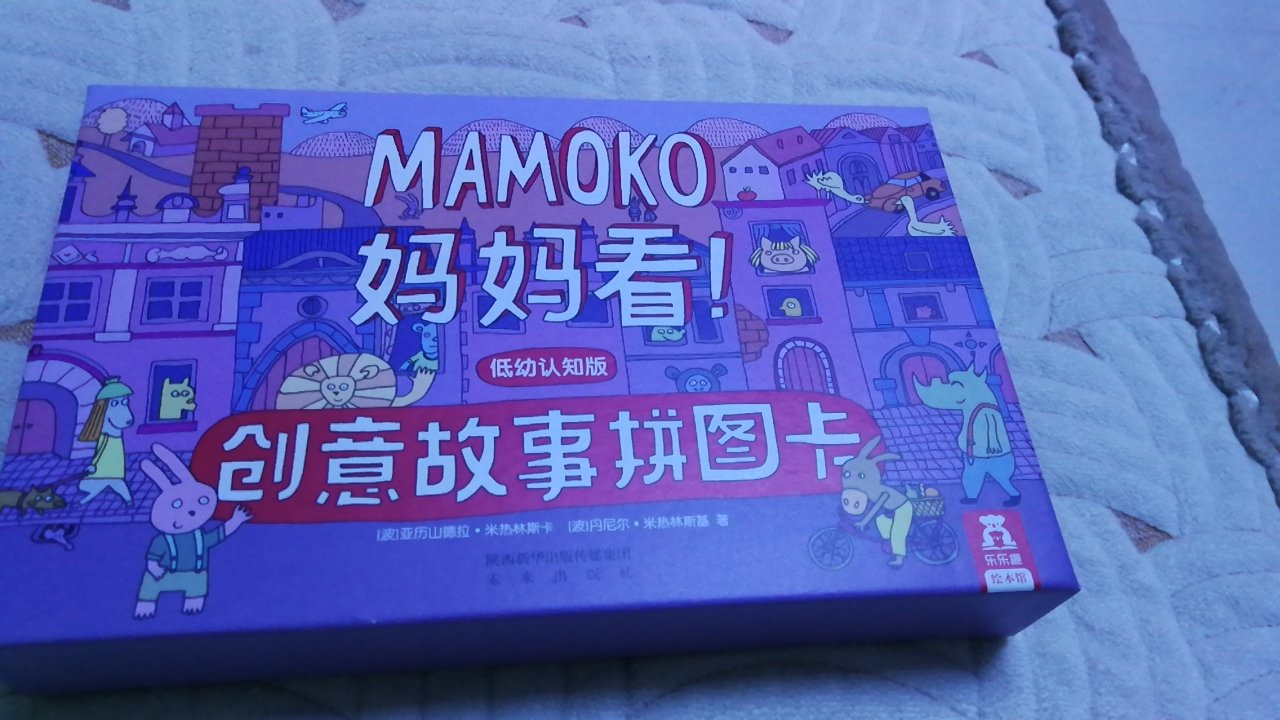 MAMOKO
妈妈看!
低幼认知版
创意故事拼图卡
[波]亚历山德拉·米热林斯卡 [波]丹尼尔·米热林斯基 著
陕西新华出版传媒集团
未来出版社
乐乐趣
绘本馆